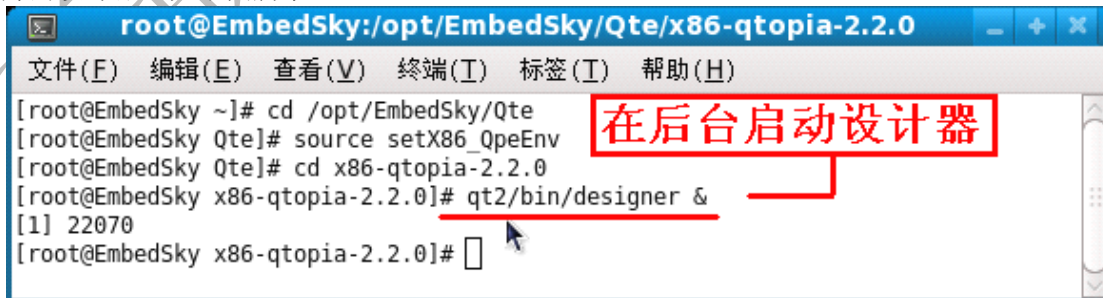 root@EmbedSky:/opt/EmbedSky/Qte/x86-qtopia-2.2.0
文件(F) 编辑(E) 查看(V) 终端(T) 标签(T) 帮助(H)
[root@EmbedSky ~]# cd /opt/EmbedSky/Qte
[root@EmbedSky Qte]# source setX86_QpeEnv
[root@EmbedSky Qte]# cd x86-qtopia-2.2.0
[root@EmbedSky x86-qtopia-2.2.0]# qt2/bin/designer &
[1] 22070
[root@EmbedSky x86-qtopia-2.2.0]#
在后台启动设计器